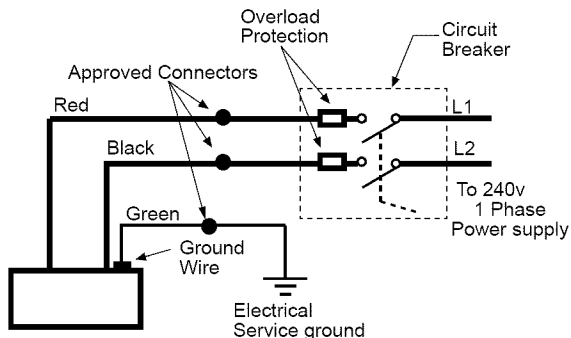 Overload
Protection
Circuit
Breaker
Approved Connectors
Red
L1
Black
L2
To 240v
1 Phase
Power supply
Green
Ground
Wire
Electrical
Service ground